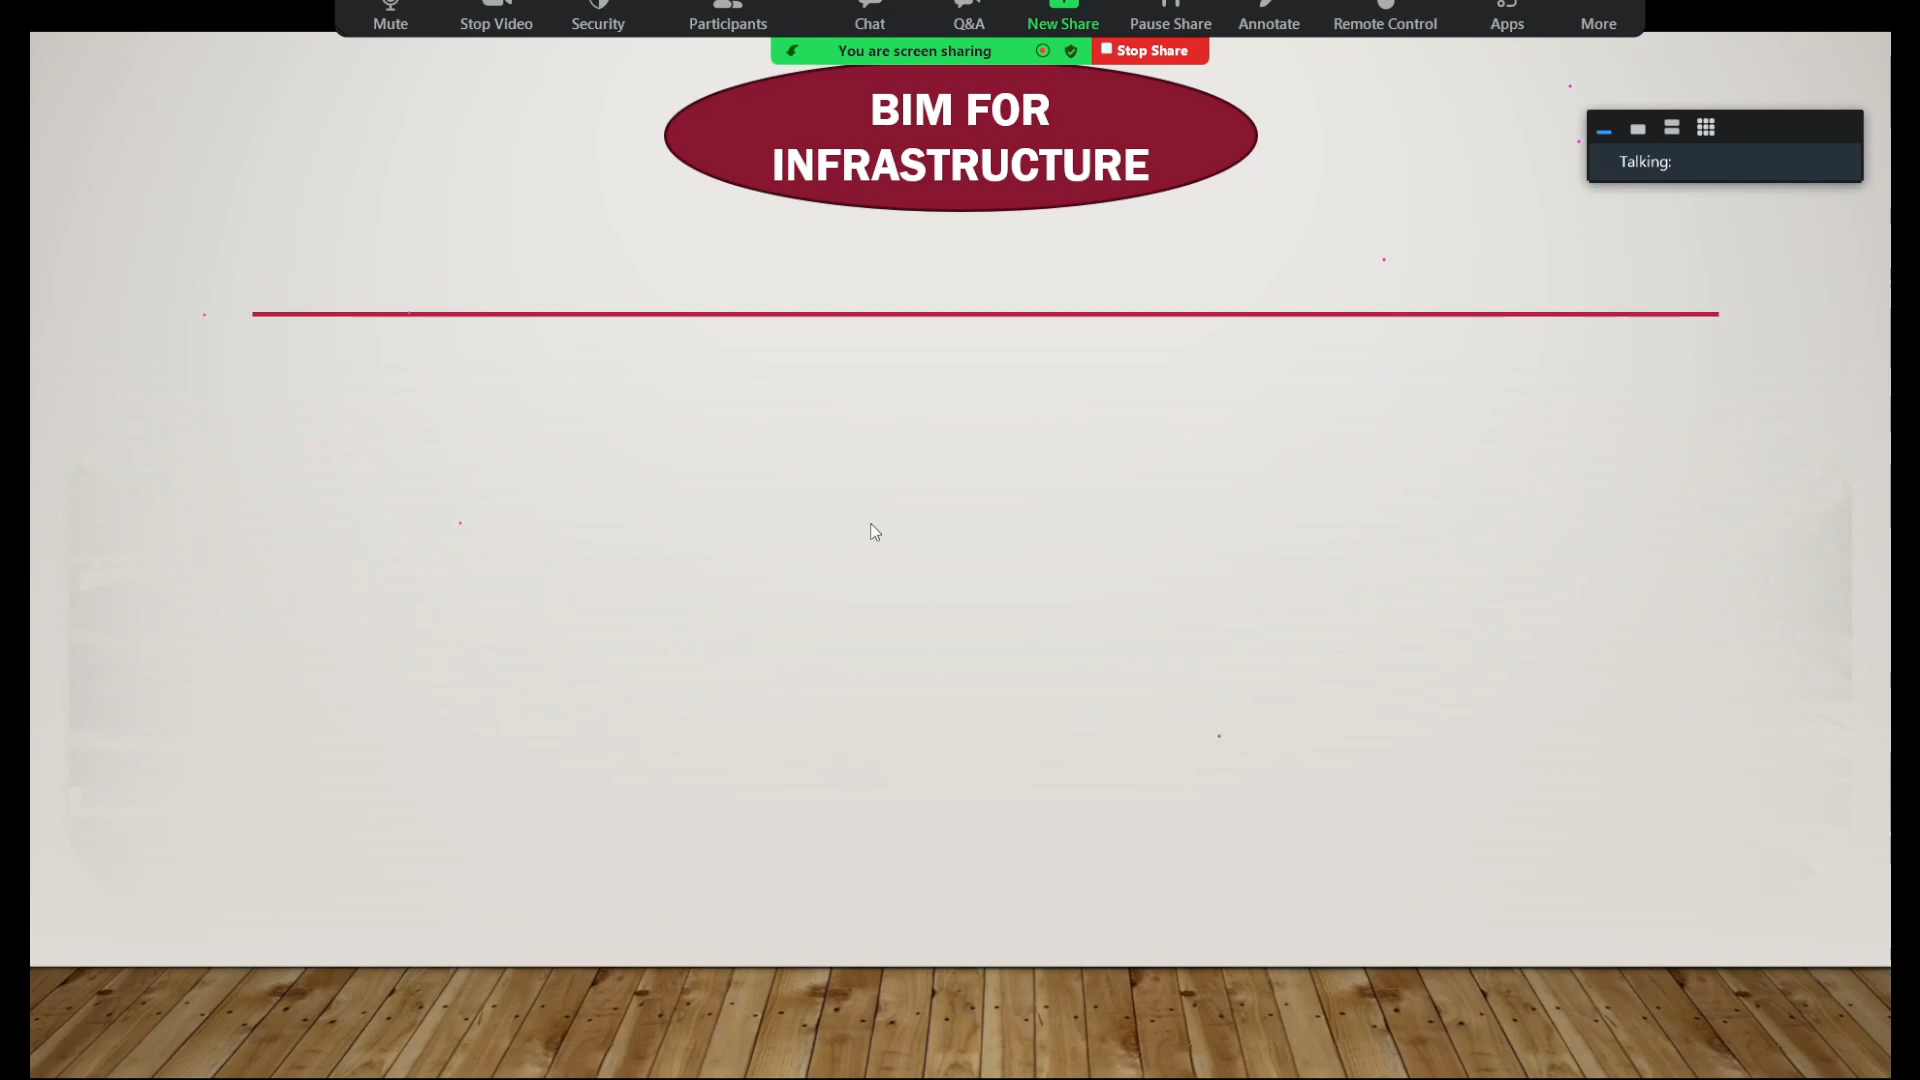 Mute Stop Video Security Participants Chat Q&A New Share Pause Share Annotate Remote Control Apps More
You are screen sharing Stop Share
BIM FOR
INFRASTRUCTURE
Talking: